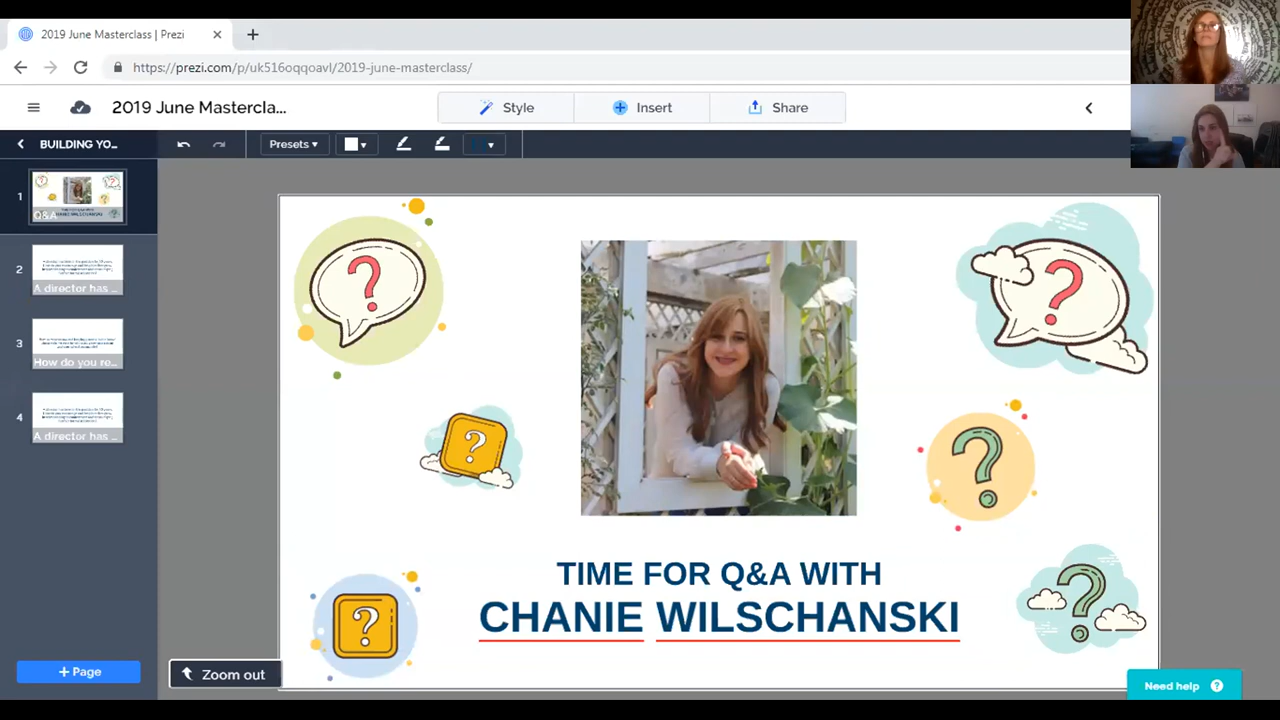 2019 June Masterclass | Prezi
https://prezi.com/p/uk516oqqoavl/2019-june-masterclass/
2019 June Mastercla...
Style
Insert
Share
BUILDING YO...
Presets
1
Q&A
2
A director has ...
3
How do you re...
4
A director has ...
?
?
?
?
?
?
TIME FOR Q&A WITH
CHANIE WILSCHANSKI
+ Page
Zoom out
Need help ?